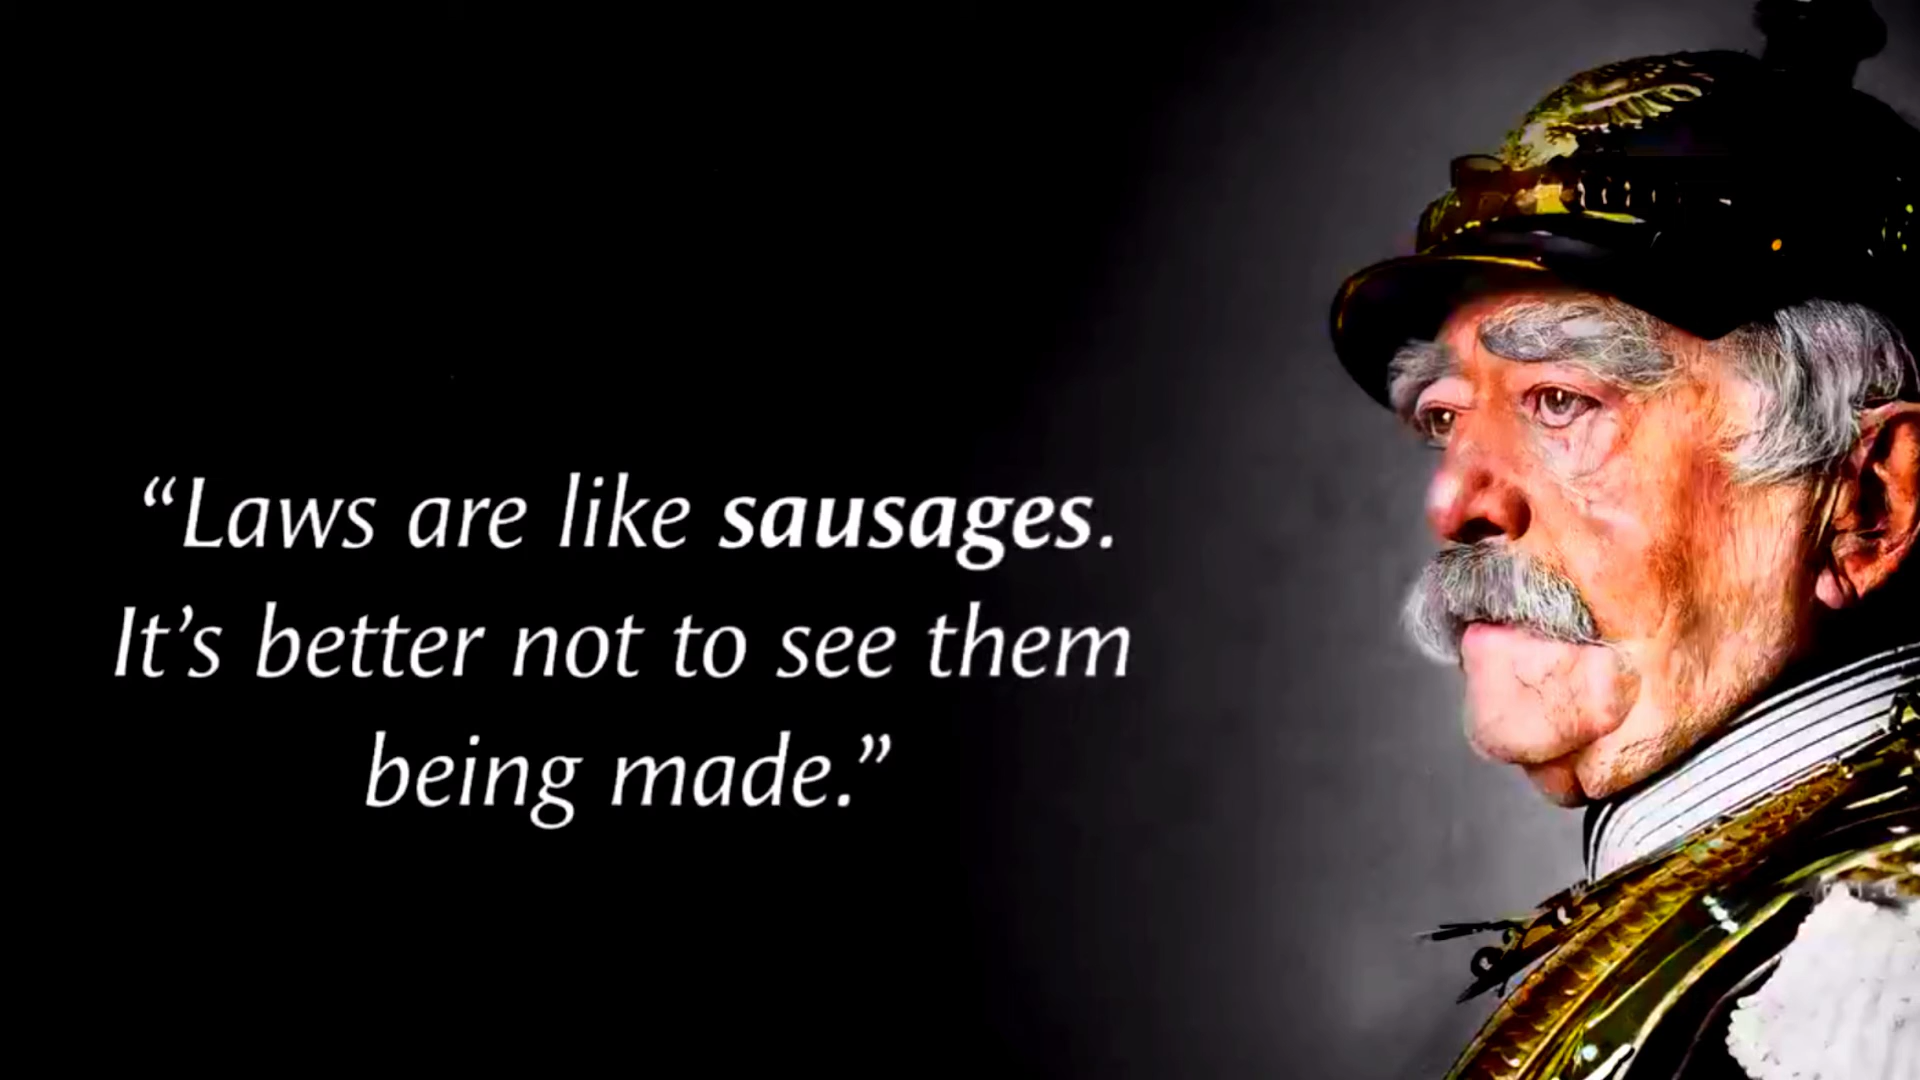 “Laws are like sausages.
It’s better not to see them
being made.”